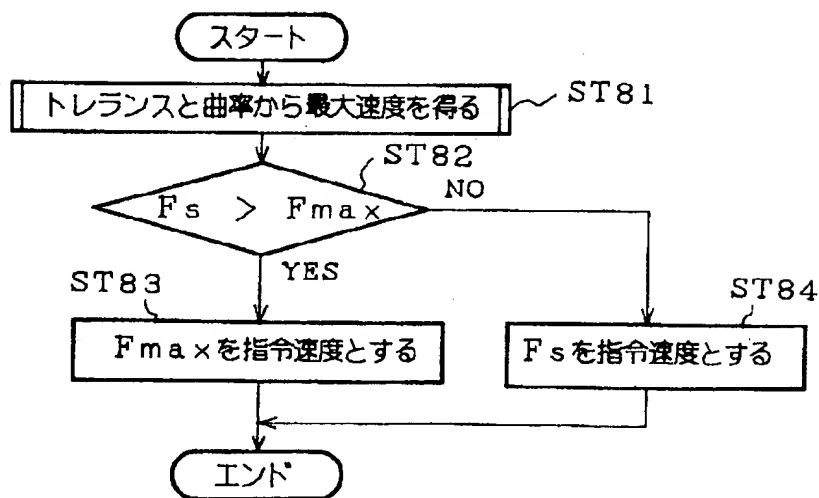 スタート
トレランスと曲率から最大速度を得る
ST81
ST82
Fs > Fmax
NO
YES
ST83
Fmaxを指令速度とする
ST84
Fsを指令速度とする
エンド